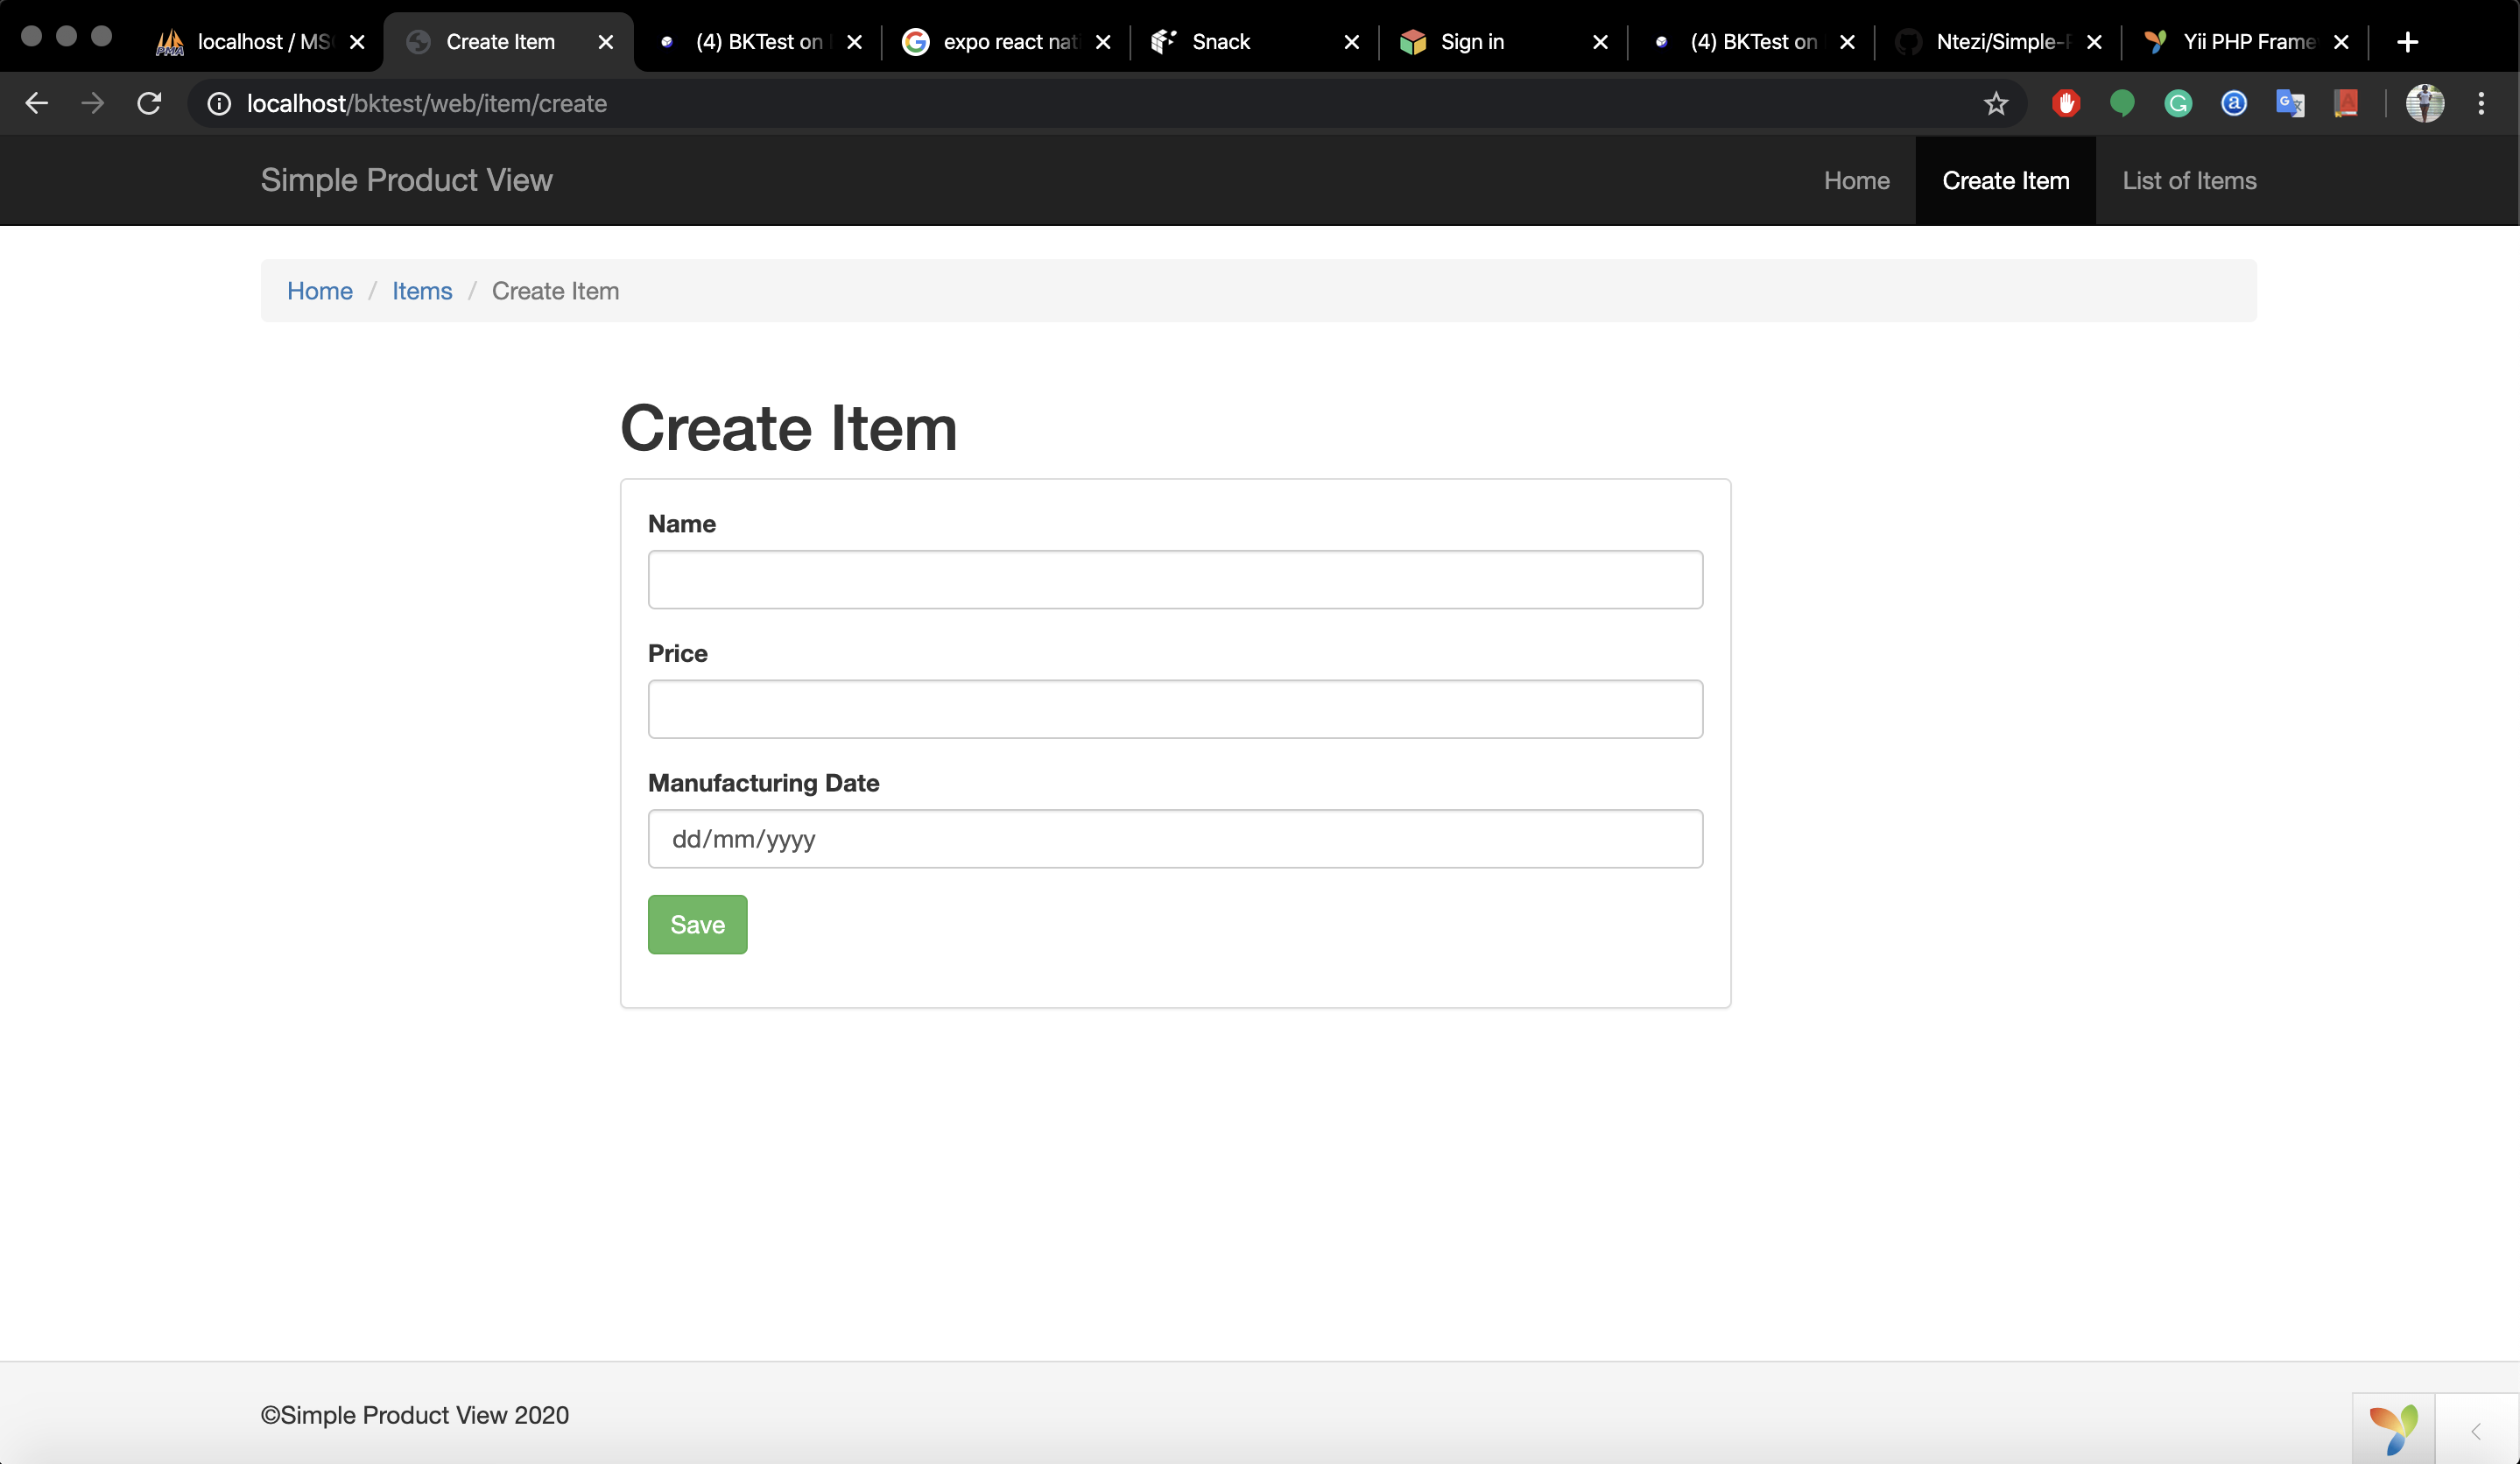 localhost / MS
Create Item
(4) BKTest on
expo react nat
Snack
Sign in
(4) BKTest on
Ntezi/Simple-
Yii PHP Frame
localhost/bktest/web/item/create
Simple Product View
Home
Create Item
List of Items
Home / Items / Create Item
Create Item
Name
Price
Manufacturing Date
dd/mm/yyyy
Save
©Simple Product View 2020